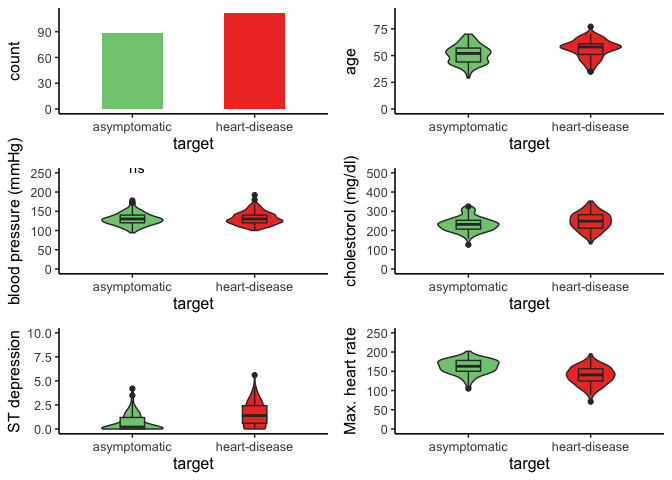 count
90
60
30
0
asymptomatic
heart-disease
target
age
75
50
25
0
asymptomatic
heart-disease
target
blood pressure (mmHg)
ns
250
200
150
100
50
0
asymptomatic
heart-disease
target
cholestorol (mg/dl)
500
400
300
200
100
0
asymptomatic
heart-disease
target
ST depression
10.0
7.5
5.0
2.5
0.0
asymptomatic
heart-disease
target
Max. heart rate
250
200
150
100
50
0
asymptomatic
heart-disease
target